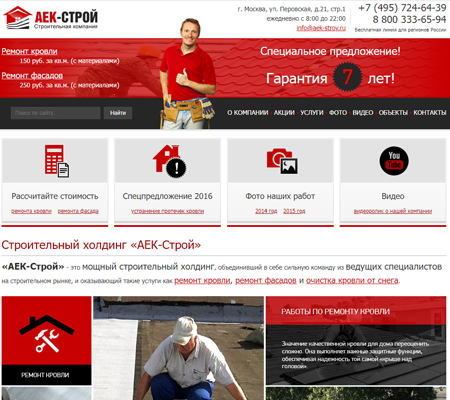 АЕК-СТРОЙ
Строительная компания
г. Москва, ул. Перовская, д.21, стр.1
ежедневно с 8:00 до 22:00
info@aek-stroy.ru
+7 (495) 724-64-39
8 800 333-65-94
Бесплатная линия для регионов России
Ремонт кровли
150 руб. за кв.м. (с материалами)
Ремонт фасадов
250 руб. за кв.м. (с материалами)
Специальное предложение!
Гарантия 7 лет!
Поиск по сайту
Найти
О КОМПАНИИ АКЦИИ УСЛУГИ ФОТО ВИДЕО ОБЪЕКТЫ КОНТАКТЫ
You Tube
Рассчитайте стоимость
ремонта кровли ремонта фасада
Спецпредложение 2016
устранение протечек кровли
Фото наших работ
2014 год 2015 год
Видео
видеоролик о нашей компании
Строительный холдинг «АЕК-Строй»
«АЕК-Строй» - это мощный строительный холдинг, объединивший в себе сильную команду из ведущих специалистов
на строительном рынке, и оказывающий такие услуги как ремонт кровли, ремонт фасадов и очистка кровли от снега.
РЕМОНТ КРОВЛИ
РАБОТЫ ПО РЕМОНТУ КРОВЛИ
Значение качественной кровли для дома переоценить
сложно. Она выполняет важные защитные функции,
обеспечивая надежность той самой «крыше над
головой».